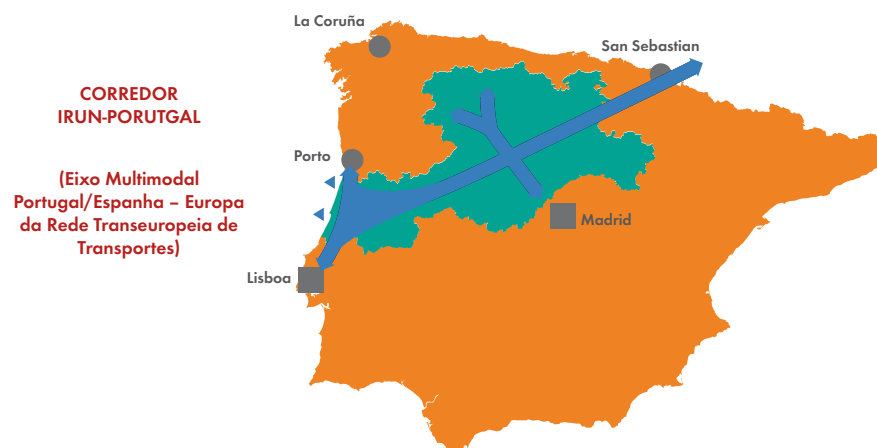 La Coruña
San Sebastian
CORREDOR
IRUN-PORUTGAL
Porto
(Eixo Multimodal
Portugal/Espanha – Europa
da Rede Transeuropeia de
Transportes)
Madrid
Lisboa